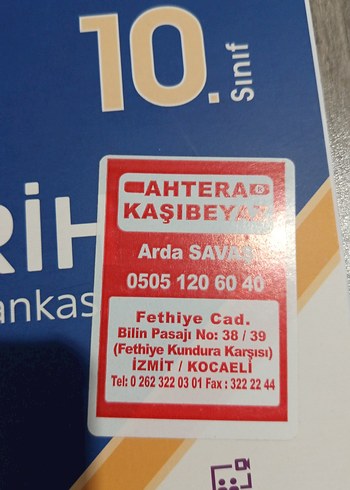 10.
Sınıf
RİH
ankas
AHTERA
KAŞIBEYAZ
Arda SAVAŞ
0505 120 60 40
Fethiye Cad.
Bilin Pasajı No: 38 / 39
(Fethiye Kundura Karşısı)
İZMİT / KOCAELİ
Tel: 0 262 322 03 01 Fax : 322 22 44